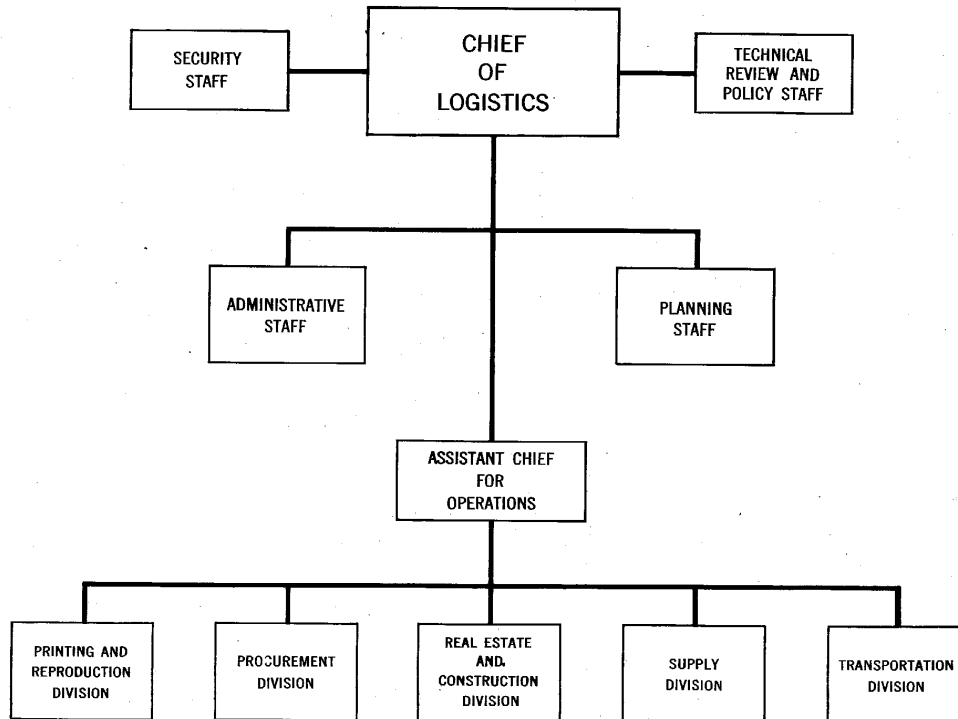 SECURITY
STAFF
CHIEF
OF
LOGISTICS
TECHNICAL
REVIEW AND
POLICY STAFF
ADMINISTRATIVE
STAFF
PLANNING
STAFF
ASSISTANT CHIEF
FOR
OPERATIONS
PRINTING AND
REPRODUCTION
DIVISION
PROCUREMENT
DIVISION
REAL ESTATE
AND.
CONSTRUCTION
DIVISION
SUPPLY
DIVISION
TRANSPORTATION
DIVISION